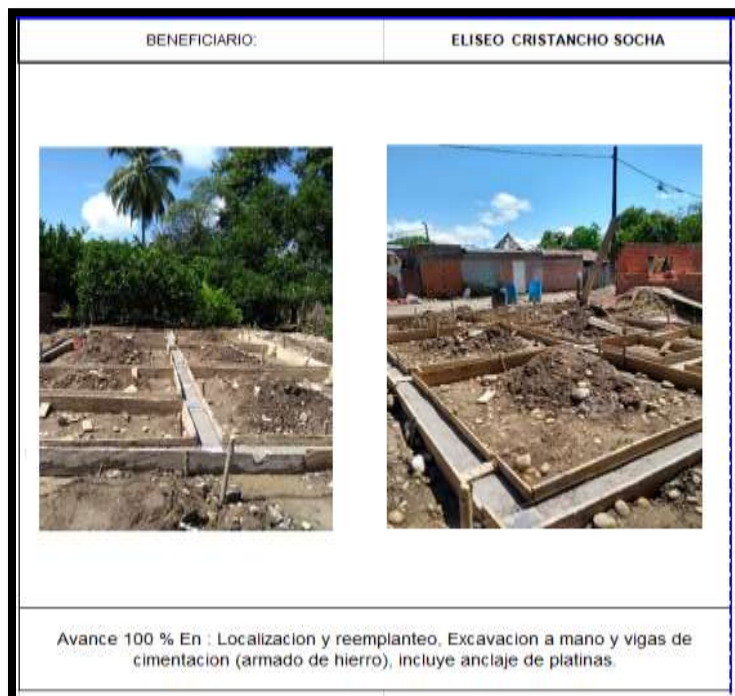 BENEFICIARIO: ELISEO CRISTANCHO SOCHA
Avance 100 % En : Localizacion y reemplanteo, Excavacion a mano y vigas de
cimentacion (armado de hierro), incluye anclaje de platinas.